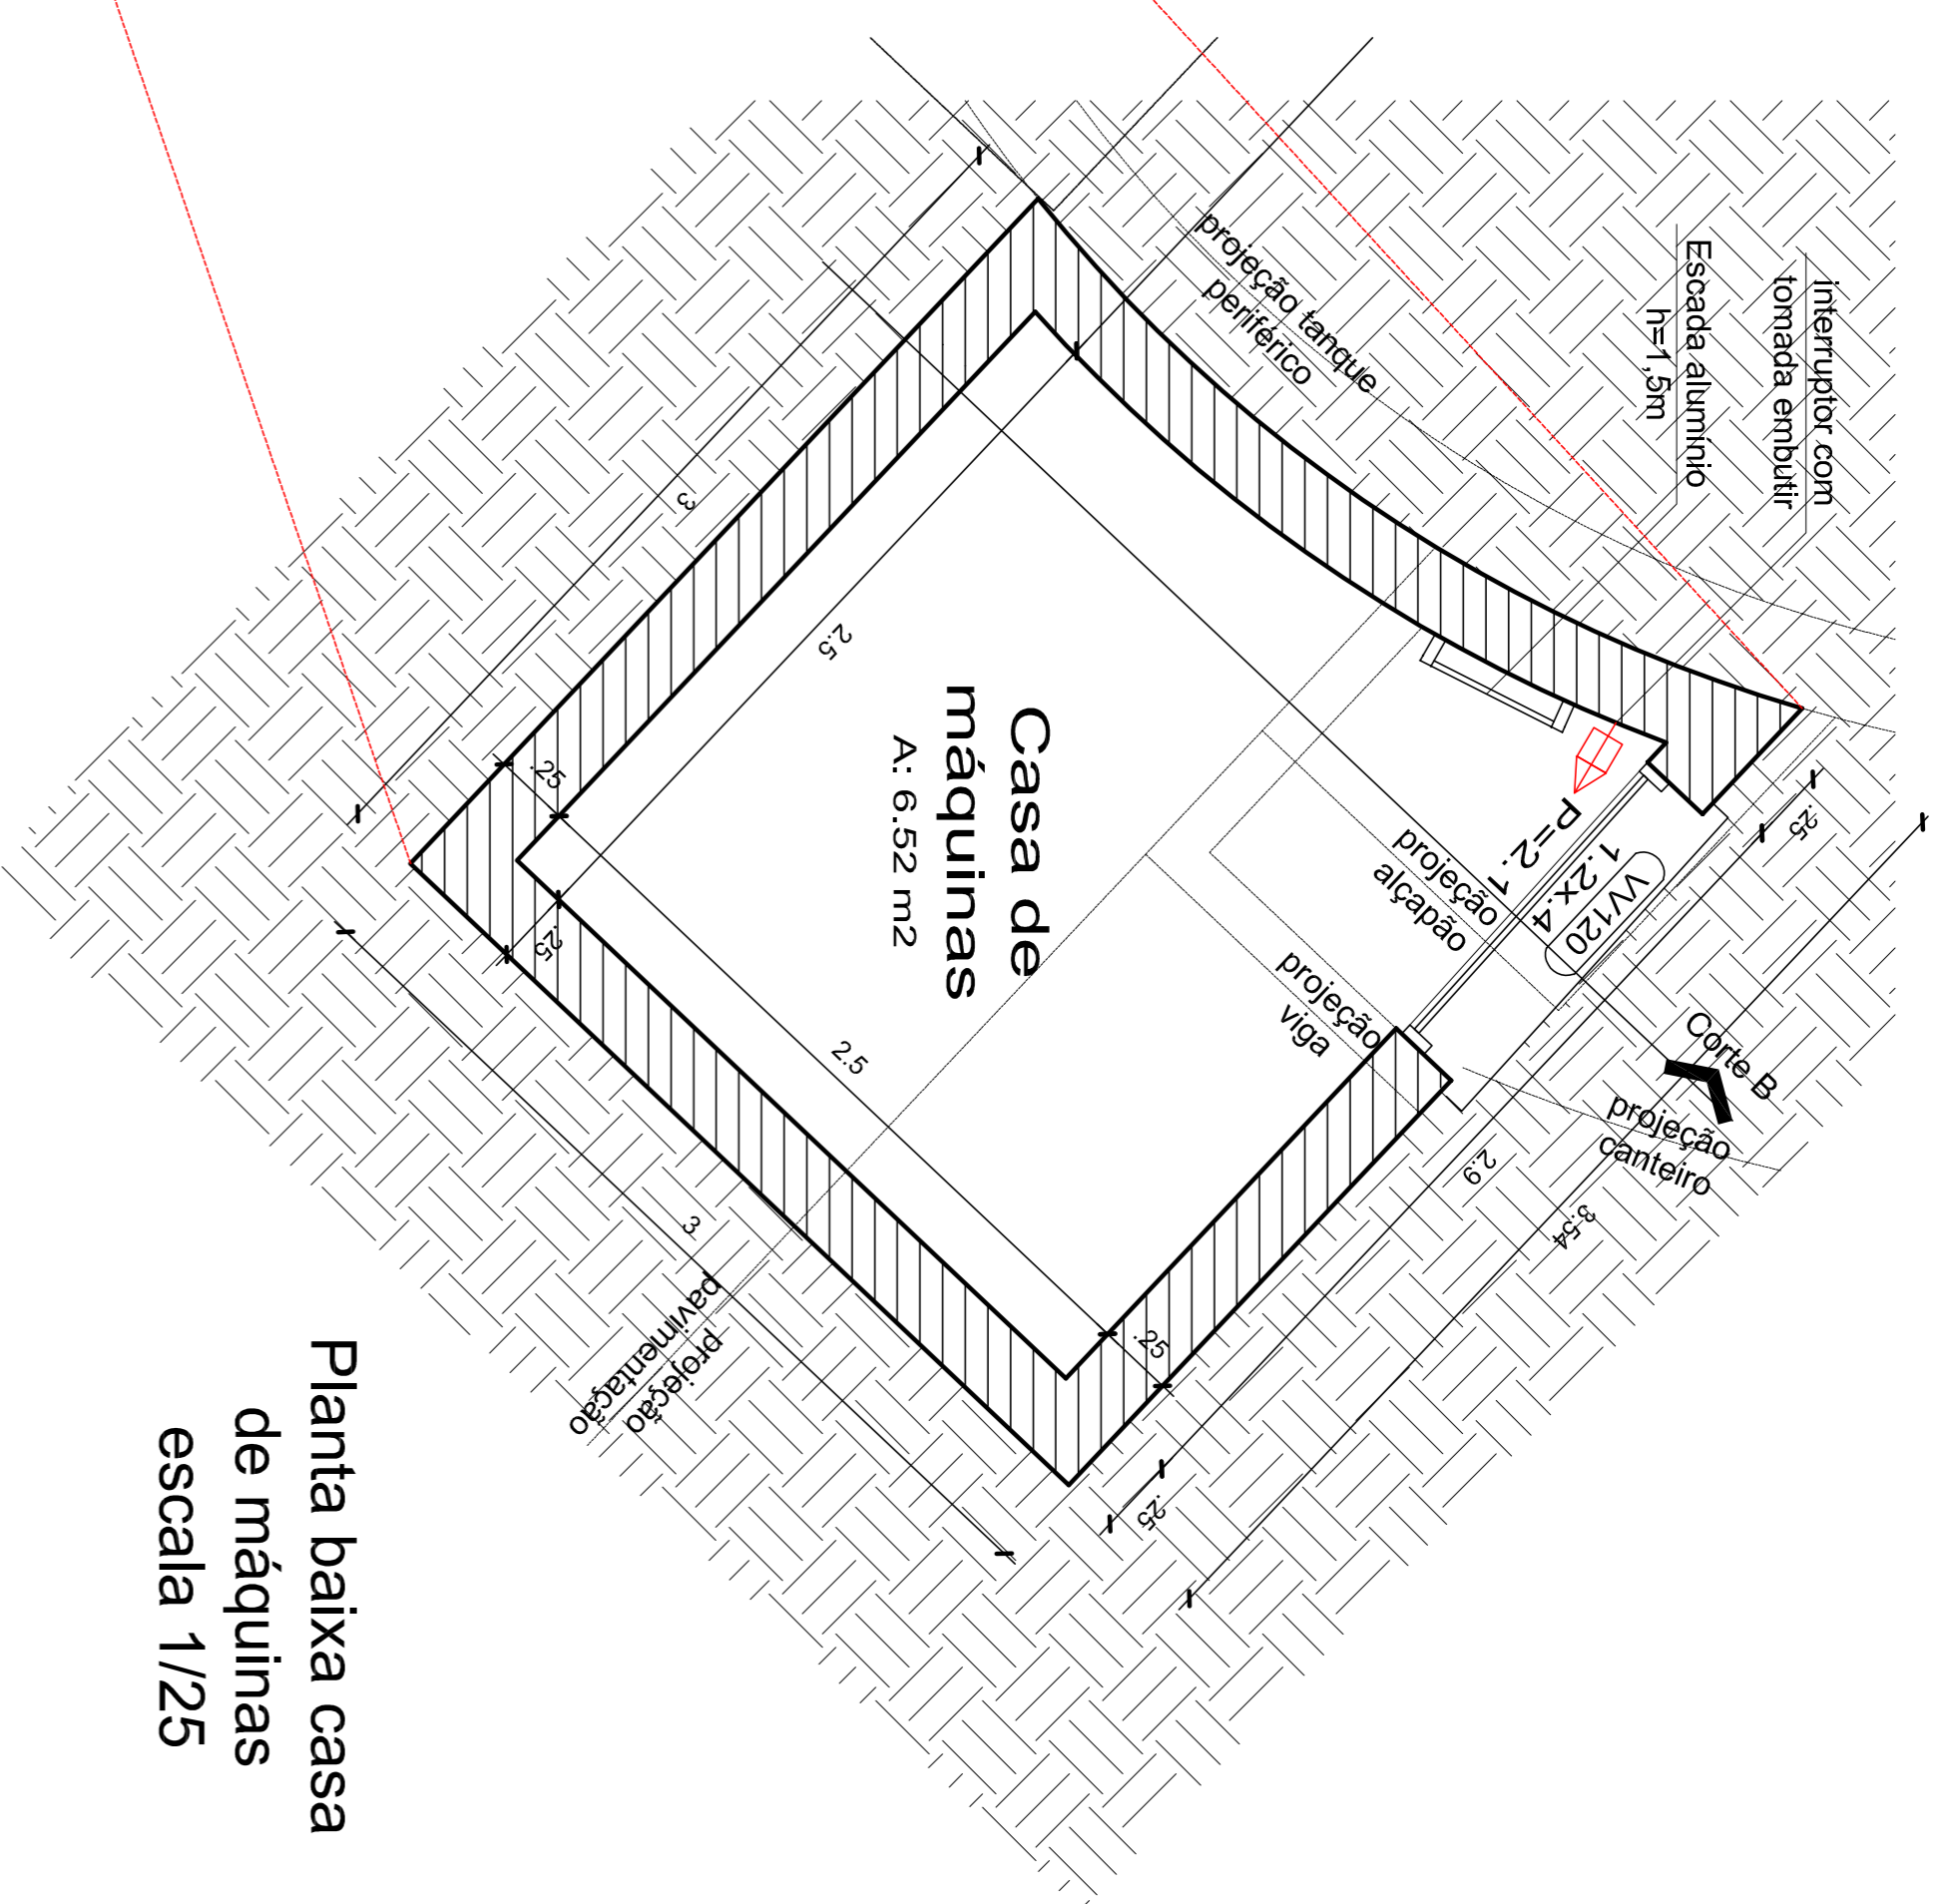 interruptor com
tomada embutir
Escada alumínio
h=1,5m
projeção tanque
periférico
3
2.5
.25
.25
Casa de
máquinas
A: 6.52 m2
P=2.1
1.2x.4
VV120
projeção
alçapão
projeção
viga
.25
Corte B
projeção
canteiro
2.9
3.54
2.5
.25
.25
3
projeção
pavimentação
Planta baixa casa
de máquinas
escala 1/25